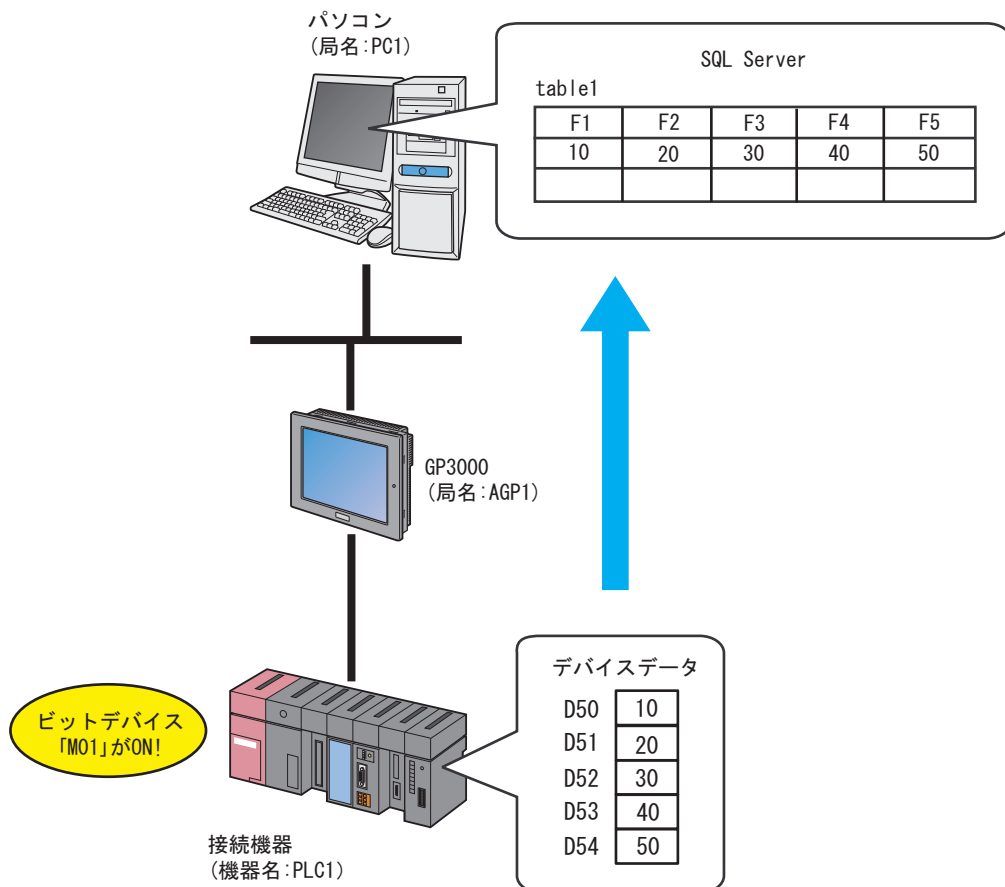 パソコン
(局名:PC1)
SQL Server
table1
F1 F2 F3 F4 F5
10 20 30 40 50
GP3000
(局名:AGP1)
ビットデバイス
「M01」がON!
接続機器
(機器名:PLC1)
デバイスデータ
D50 10
D51 20
D52 30
D53 40
D54 50